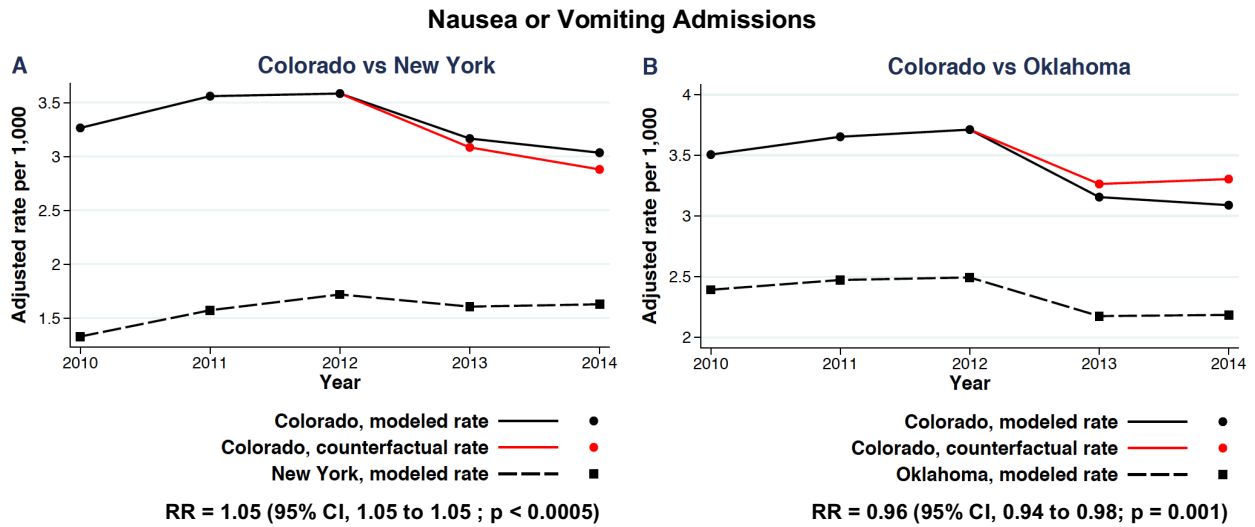 Nausea or Vomiting Admissions
A
Colorado vs New York
Adjusted rate per 1,000
3.5
3
2.5
2
1.5
2010
2011
2012
2013
2014
Year
Colorado, modeled rate
Colorado, counterfactual rate
New York, modeled rate
RR = 1.05 (95% CI, 1.05 to 1.05 ; p < 0.0005)
B
Colorado vs Oklahoma
Adjusted rate per 1,000
4
3.5
3
2.5
2
2010
2011
2012
2013
2014
Year
Colorado, modeled rate
Colorado, counterfactual rate
Oklahoma, modeled rate
RR = 0.96 (95% CI, 0.94 to 0.98; p = 0.001)